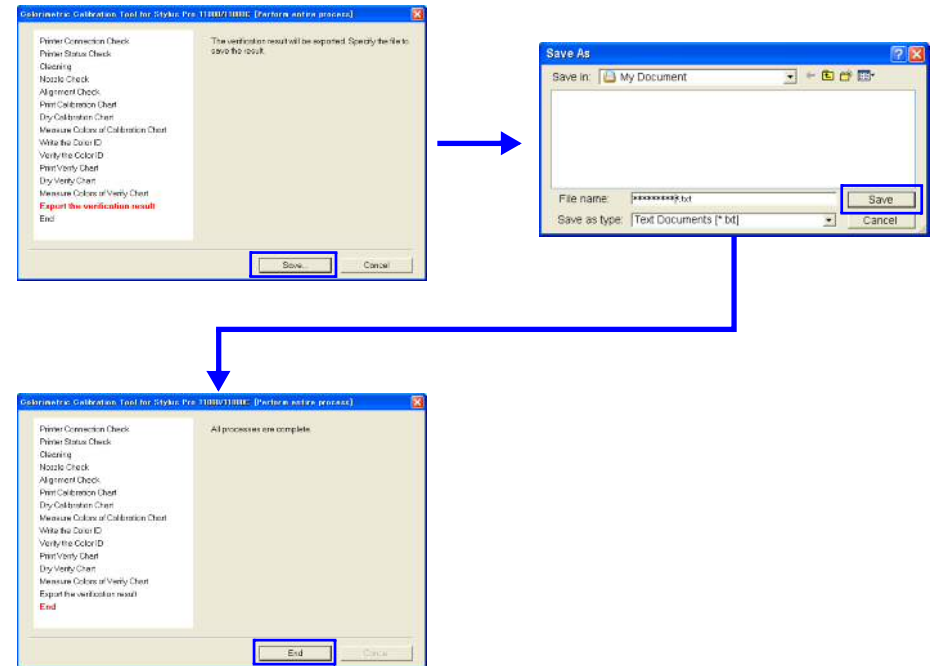 Colorimetric Calibration Tool for Stylus Pro 11880/11880C [Perform entire process]
Printer Connection Check
Printer Status Check
Cleaning
Nozzle Check
Alignment Check
Print Calibration Chart
Dry Calibration Chart
Measure Colors of Calibration Chart
Write the Color ID
Verify the Color ID
Print Verify Chart
Dry Verify Chart
Measure Colors of Verify Chart
Export the verification result
End
The verification result will be exported. Specify the file to
save the result.
Save...
Cancel
Save As
Save in:
My Document
File name:
*********.txt
Save
Save as type:
Text Documents [*.txt]
Cancel
Colorimetric Calibration Tool for Stylus Pro 11880/11880C [Perform entire process]
Printer Connection Check
Printer Status Check
Cleaning
Nozzle Check
Alignment Check
Print Calibration Chart
Dry Calibration Chart
Measure Colors of Calibration Chart
Write the Color ID
Verify the Color ID
Print Verify Chart
Dry Verify Chart
Measure Colors of Verify Chart
Export the verification result
End
All processes are complete.
End
Cancel